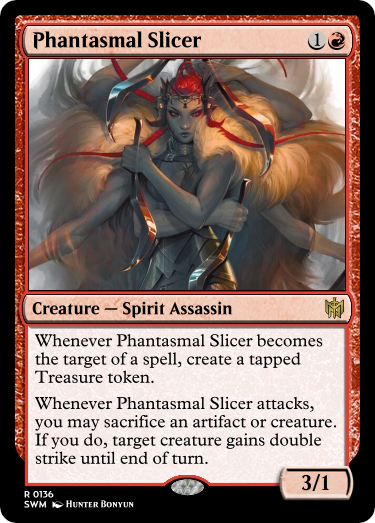 Phantasmal Slicer 1
Creature — Spirit Assassin
Whenever Phantasmal Slicer becomes
the target of a spell, create a tapped
Treasure token.
Whenever Phantasmal Slicer attacks,
you may sacrifice an artifact or creature.
If you do, target creature gains double
strike until end of turn.
3/1
R 0136
SWM HUNTER BONYUN